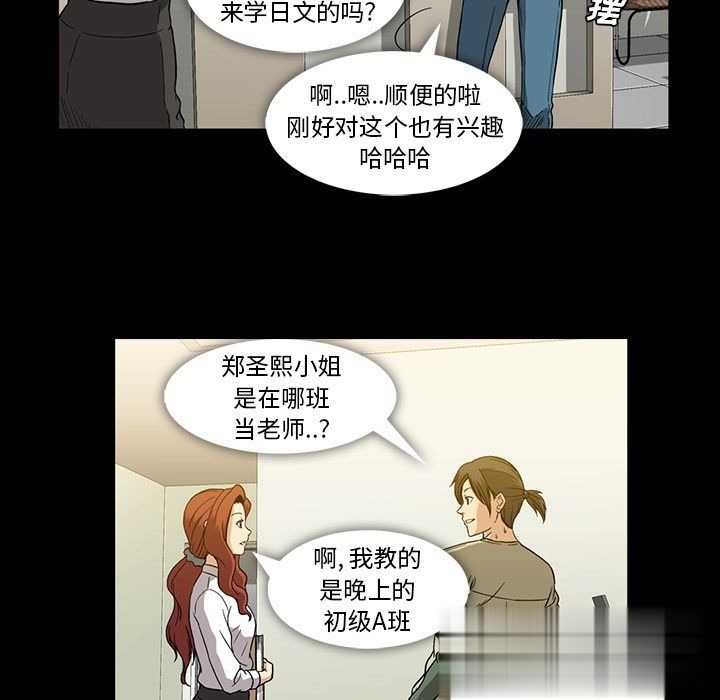 来学日文的吗?
摆
啊..嗯..顺便的啦
刚好对这个也有兴趣
哈哈哈
郑圣熙小姐
是在哪班
当老师..?
啊, 我教的
是晚上的
初级A班